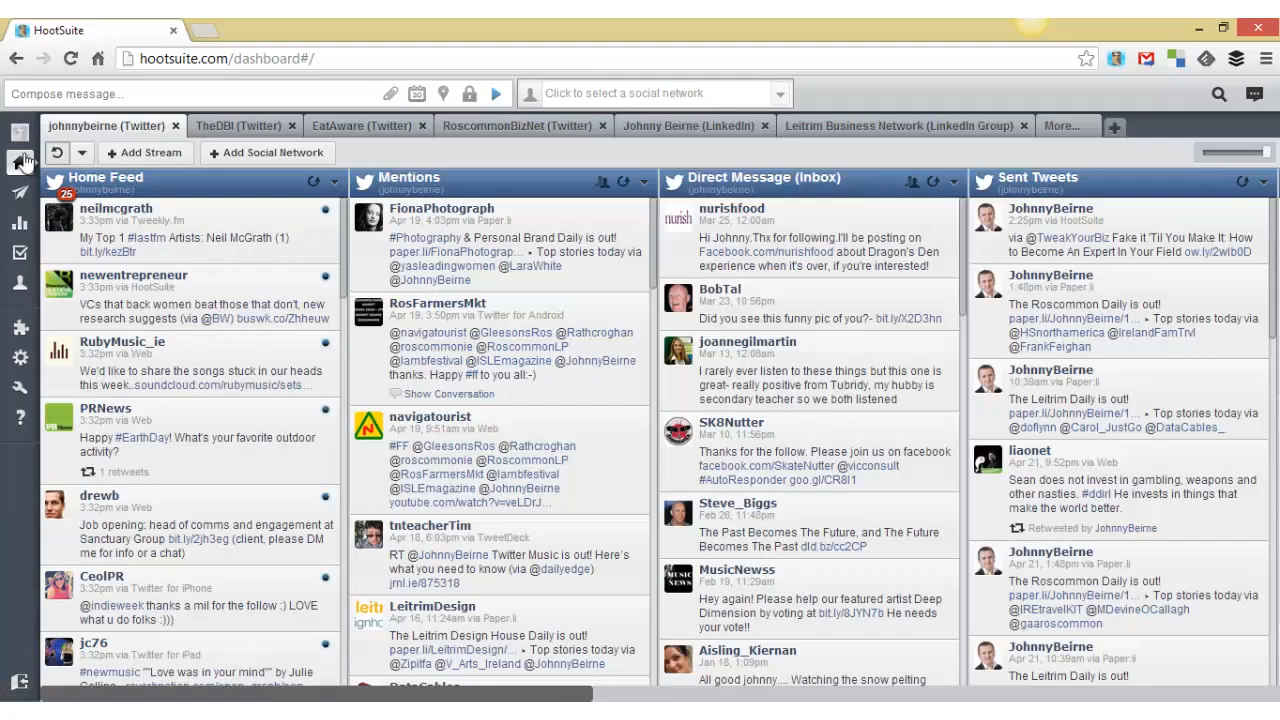 HootSuite
hootsuite.com/dashboard#/
Compose message...
Click to select a social network
johnnybeirne (Twitter)
TheDBI (Twitter)
EatAware (Twitter)
RoscommonBizNet (Twitter)
Johnny Beirne (LinkedIn)
Leitrim Business Network (LinkedIn Group)
More...
Add Stream
Add Social Network
Home Feed
(johnnybeirne)
25
neilmcgrath
3:33pm via Tweekly.fm
My Top 1 #lastfm Artists: Neil McGrath (1)
bit.ly/kezBtr
newentrepreneur
3:33pm via HootSuite
VCs that back women beat those that don't, new
research suggests (via @BW) buswk.co/Zhheuw
RubyMusic_ie
3:32pm via Web
We'd like to share the songs stuck in our heads
this week..soundcloud.com/rubymusic/sets...
PRNews
3:32pm via Web
Happy #EarthDay! What's your favorite outdoor
activity?
1 retweets
drewb
3:32pm via Web
Job opening: head of comms and engagement at
Sanctuary Group bit.ly/2jh3eg (client, please DM
me for info or a chat)
CeolPR
3:32pm via Twitter for iPhone
@indieweek thanks a mil for the follow :) LOVE
what u do folks :)))
jc76
3:32pm via Twitter for iPad
#newmusic ""Love was in your mind"" by Julie
Mentions
(johnnybeirne)
FionaPhotograph
Apr 19, 4:03pm via Paper.li
#Photography & Personal Brand Daily is out!
paper.li/FionaPhotograp... ▸ Top stories today via
@yasleadingwomen @LaraWhite
@JohnnyBeirne
RosFarmersMkt
Apr 19, 3:50pm via Twitter for Android
@navigatourist @GleesonsRos @Rathcroghan
@roscommonie @RoscommonLP
@lambfestival @ISLEmagazine @JohnnyBeirne
thanks. Happy #ff to you all:-)
Show Conversation
navigatourist
Apr 19, 9:51am via Web
#FF @GleesonsRos @Rathcroghan
@roscommonie @RoscommonLP
@RosFarmersMkt @lambfestival
@ISLEmagazine @JohnnyBeirne
youtube.com/watch?v=veLDrJ...
tnteacherTim
Apr 18, 6:03pm via TweetDeck
RT @JohnnyBeirne Twitter Music is out! Here's
what you need to know (via @dailyedge)
jrnl.ie/875318
LeitrimDesign
Apr 16, 11:24am via Paper.li
The Leitrim Design House Daily is out!
paper.li/LeitrimDesign/... ▸ Top stories today via
@Zipiffa @V_Arts_Ireland @JohnnyBeirne
DataCables
Direct Message (Inbox)
(johnnybeirne)
nurishfood
Mar 25, 12:00am
Hi Johnny.Thx for following.I'll be posting on
Facebook.com/nurishfood about Dragon's Den
experience when it's over, if you're interested!
BobTal
Mar 23, 10:56pm
Did you see this funny pic of you?- bit.ly/X2D3hn
joannegilmartin
Mar 13, 12:08am
I rarely ever listen to these things but this one is
great- really positive from Tubridy, my hubby is
secondary teacher so we both listened
SK8Nutter
Mar 10, 11:56pm
Thanks for the follow. Please join us on facebook
facebook.com/SkateNutter @vicconsult
#AutoResponder goo.gl/CR8I1
Steve_Biggs
Feb 26, 11:48pm
The Past Becomes The Future, and The Future
Becomes The Past dld.bz/cc2CP
MusicNewss
Feb 19, 11:29am
Hey again! Please help our featured artist Deep
Dimension by voting at bit.ly/8JYN7b He needs
your vote!!
Aisling_Kiernan
Jan 18, 1:09pm
All good johnny.... Watching the snow pelting
Sent Tweets
(johnnybeirne)
JohnnyBeirne
2:25pm via HootSuite
via @TweakYourBiz Fake it 'Til You Make It: How
to Become An Expert In Your Field ow.ly/2wIb0D
JohnnyBeirne
1:48pm via Paper.li
The Roscommon Daily is out!
paper.li/JohnnyBeirne/1... ▸ Top stories today via
@HSnorthamerica @IrelandFamTrvl
@FrankFeighan
JohnnyBeirne
10:39am via Paper.li
The Leitrim Daily is out!
paper.li/JohnnyBeirne/1... ▸ Top stories today via
@doflynn @Carol_JustGo @DataCables_
liaonet
Apr 21, 9:52pm via Web
Sean does not invest in gambling, weapons and
other nasties. #ddirl He invests in things that
make the world better.
Retweeted by JohnnyBeirne
JohnnyBeirne
Apr 21, 1:48pm via Paper.li
The Roscommon Daily is out!
paper.li/JohnnyBeirne/1... ▸ Top stories today via
@IREtravelKIT @MDevineOCallagh
@gaaroscommon
JohnnyBeirne
Apr 21, 10:39am via Paper.li
The Leitrim Daily is out!